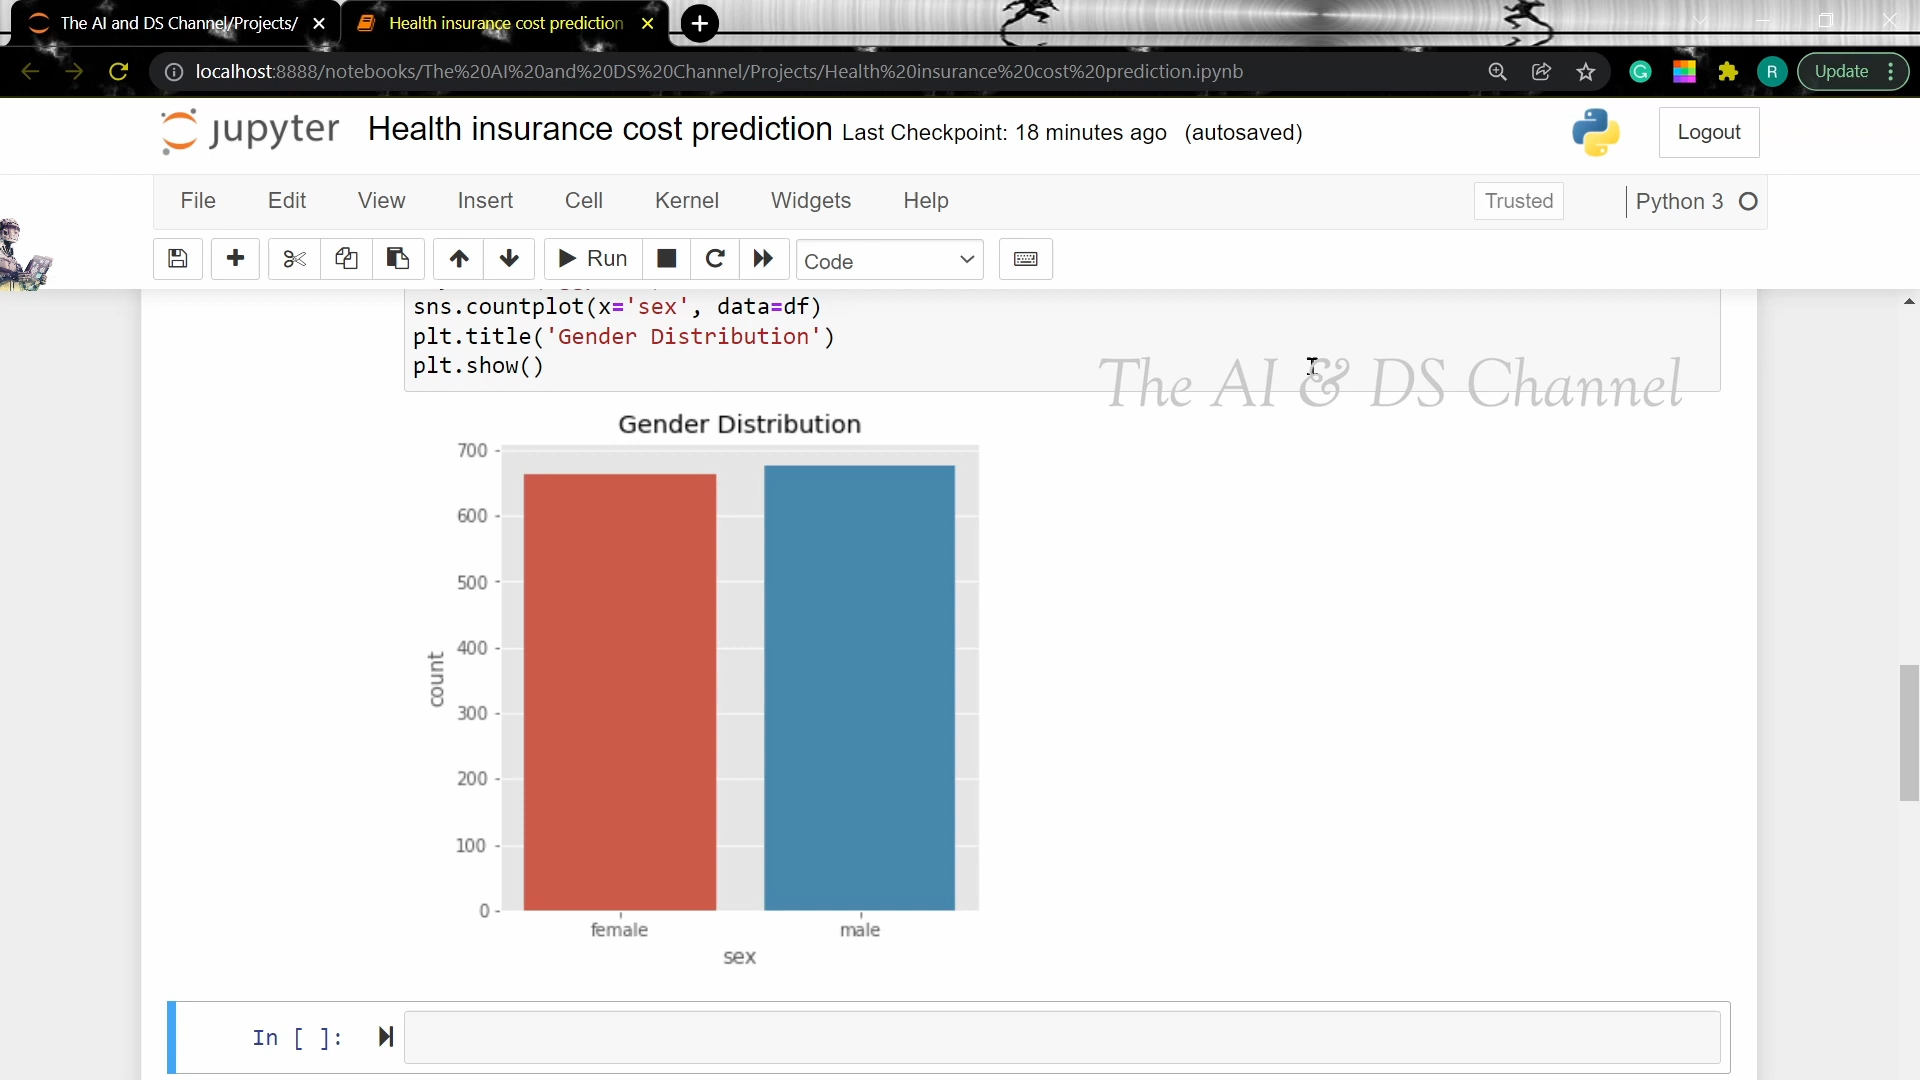 The AI and DS Channel/Projects/
Health insurance cost prediction
localhost:8888/notebooks/The%20AI%20and%20DS%20Channel/Projects/Health%20insurance%20cost%20prediction.ipynb
R
Update
jupyter
Health insurance cost prediction Last Checkpoint: 18 minutes ago (autosaved)
Logout
File Edit View Insert Cell Kernel Widgets Help
Trusted
Python 3
Run
Code
sns.countplot(x='sex', data=df)
plt.title('Gender Distribution')
plt.show()
The AI & DS Channel
Gender Distribution
700
600
500
400
300
200
100
0
count
female
male
sex
In [ ]: